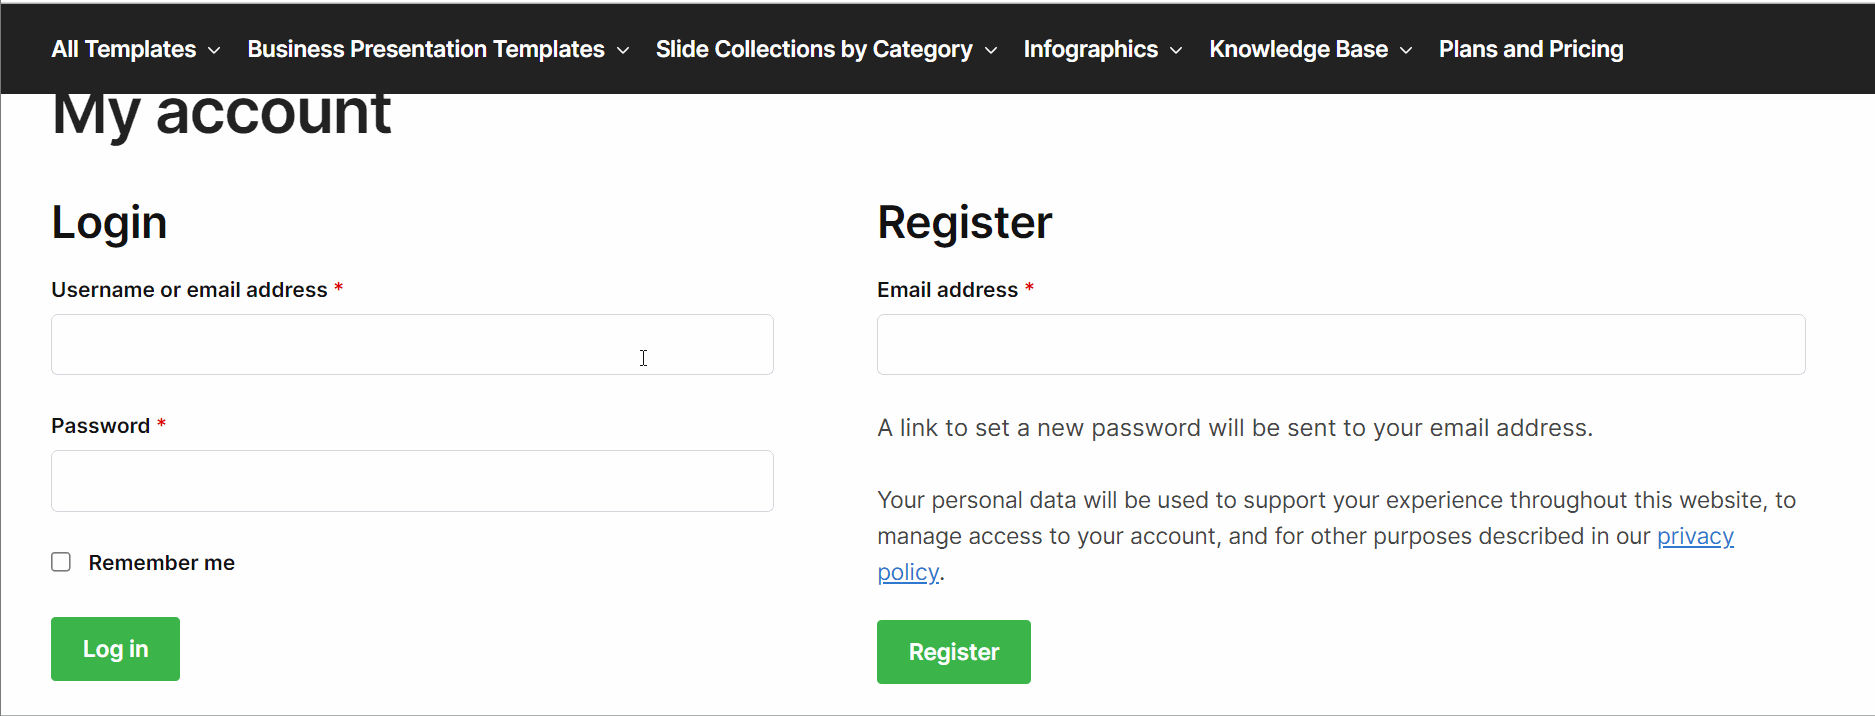 All Templates Business Presentation Templates Slide Collections by Category Infographics Knowledge Base Plans and Pricing
My account
Login
Username or email address *
Password *
Remember me
Log in
Register
Email address *
A link to set a new password will be sent to your email address.
Your personal data will be used to support your experience throughout this website, to
manage access to your account, and for other purposes described in our privacy
policy.
Register